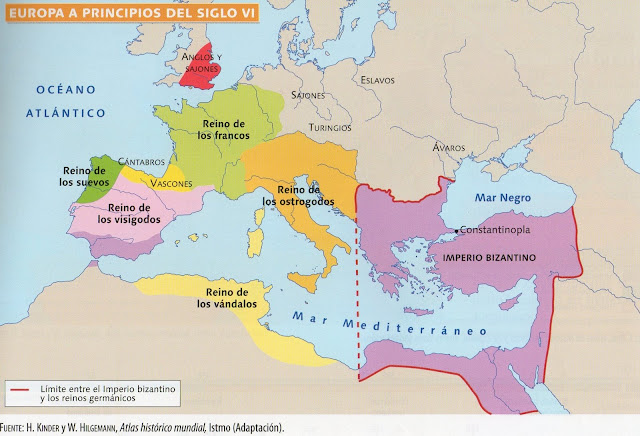 EUROPA A PRINCIPIOS DEL SIGLO VI
ANGLOS Y
SAJONES
OCÉANO
ATLÁNTICO
SAJONES
ESLAVOS
TURINGIOS
Reino de
los francos
ÁVAROS
CÁNTABROS
Reino de
los suevos
VASCONES
Reino de
los visigodos
Reino de
los ostrogodos
Mar Negro
Constantinopla
IMPERIO BIZANTINO
Reino de
los vándalos
Mar Mediterráneo
Límite entre el Imperio bizantino
y los reinos germánicos
FUENTE: H. KINDER y W. HILGEMANN, Atlas histórico mundial, Istmo (Adaptación).